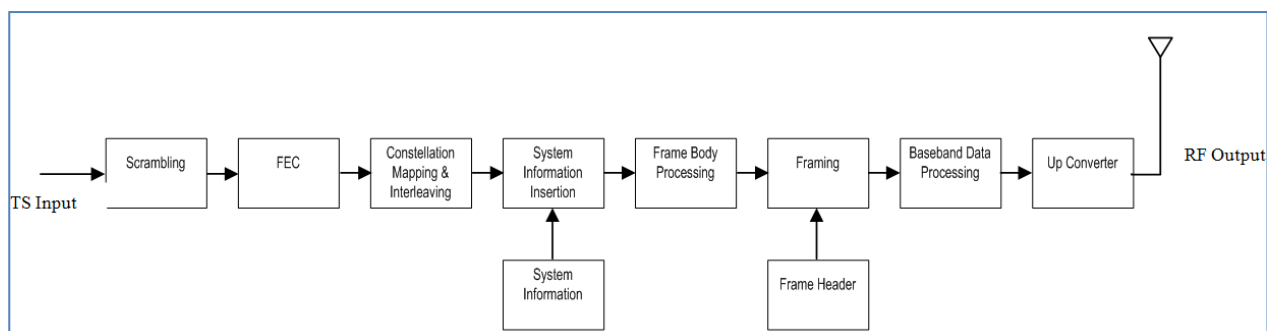 TS Input
Scrambling
FEC
Constellation
Mapping &
Interleaving
System
Information
Insertion
Frame Body
Processing
Framing
Baseband Data
Processing
Up Converter
RF Output
System
Information
Frame Header